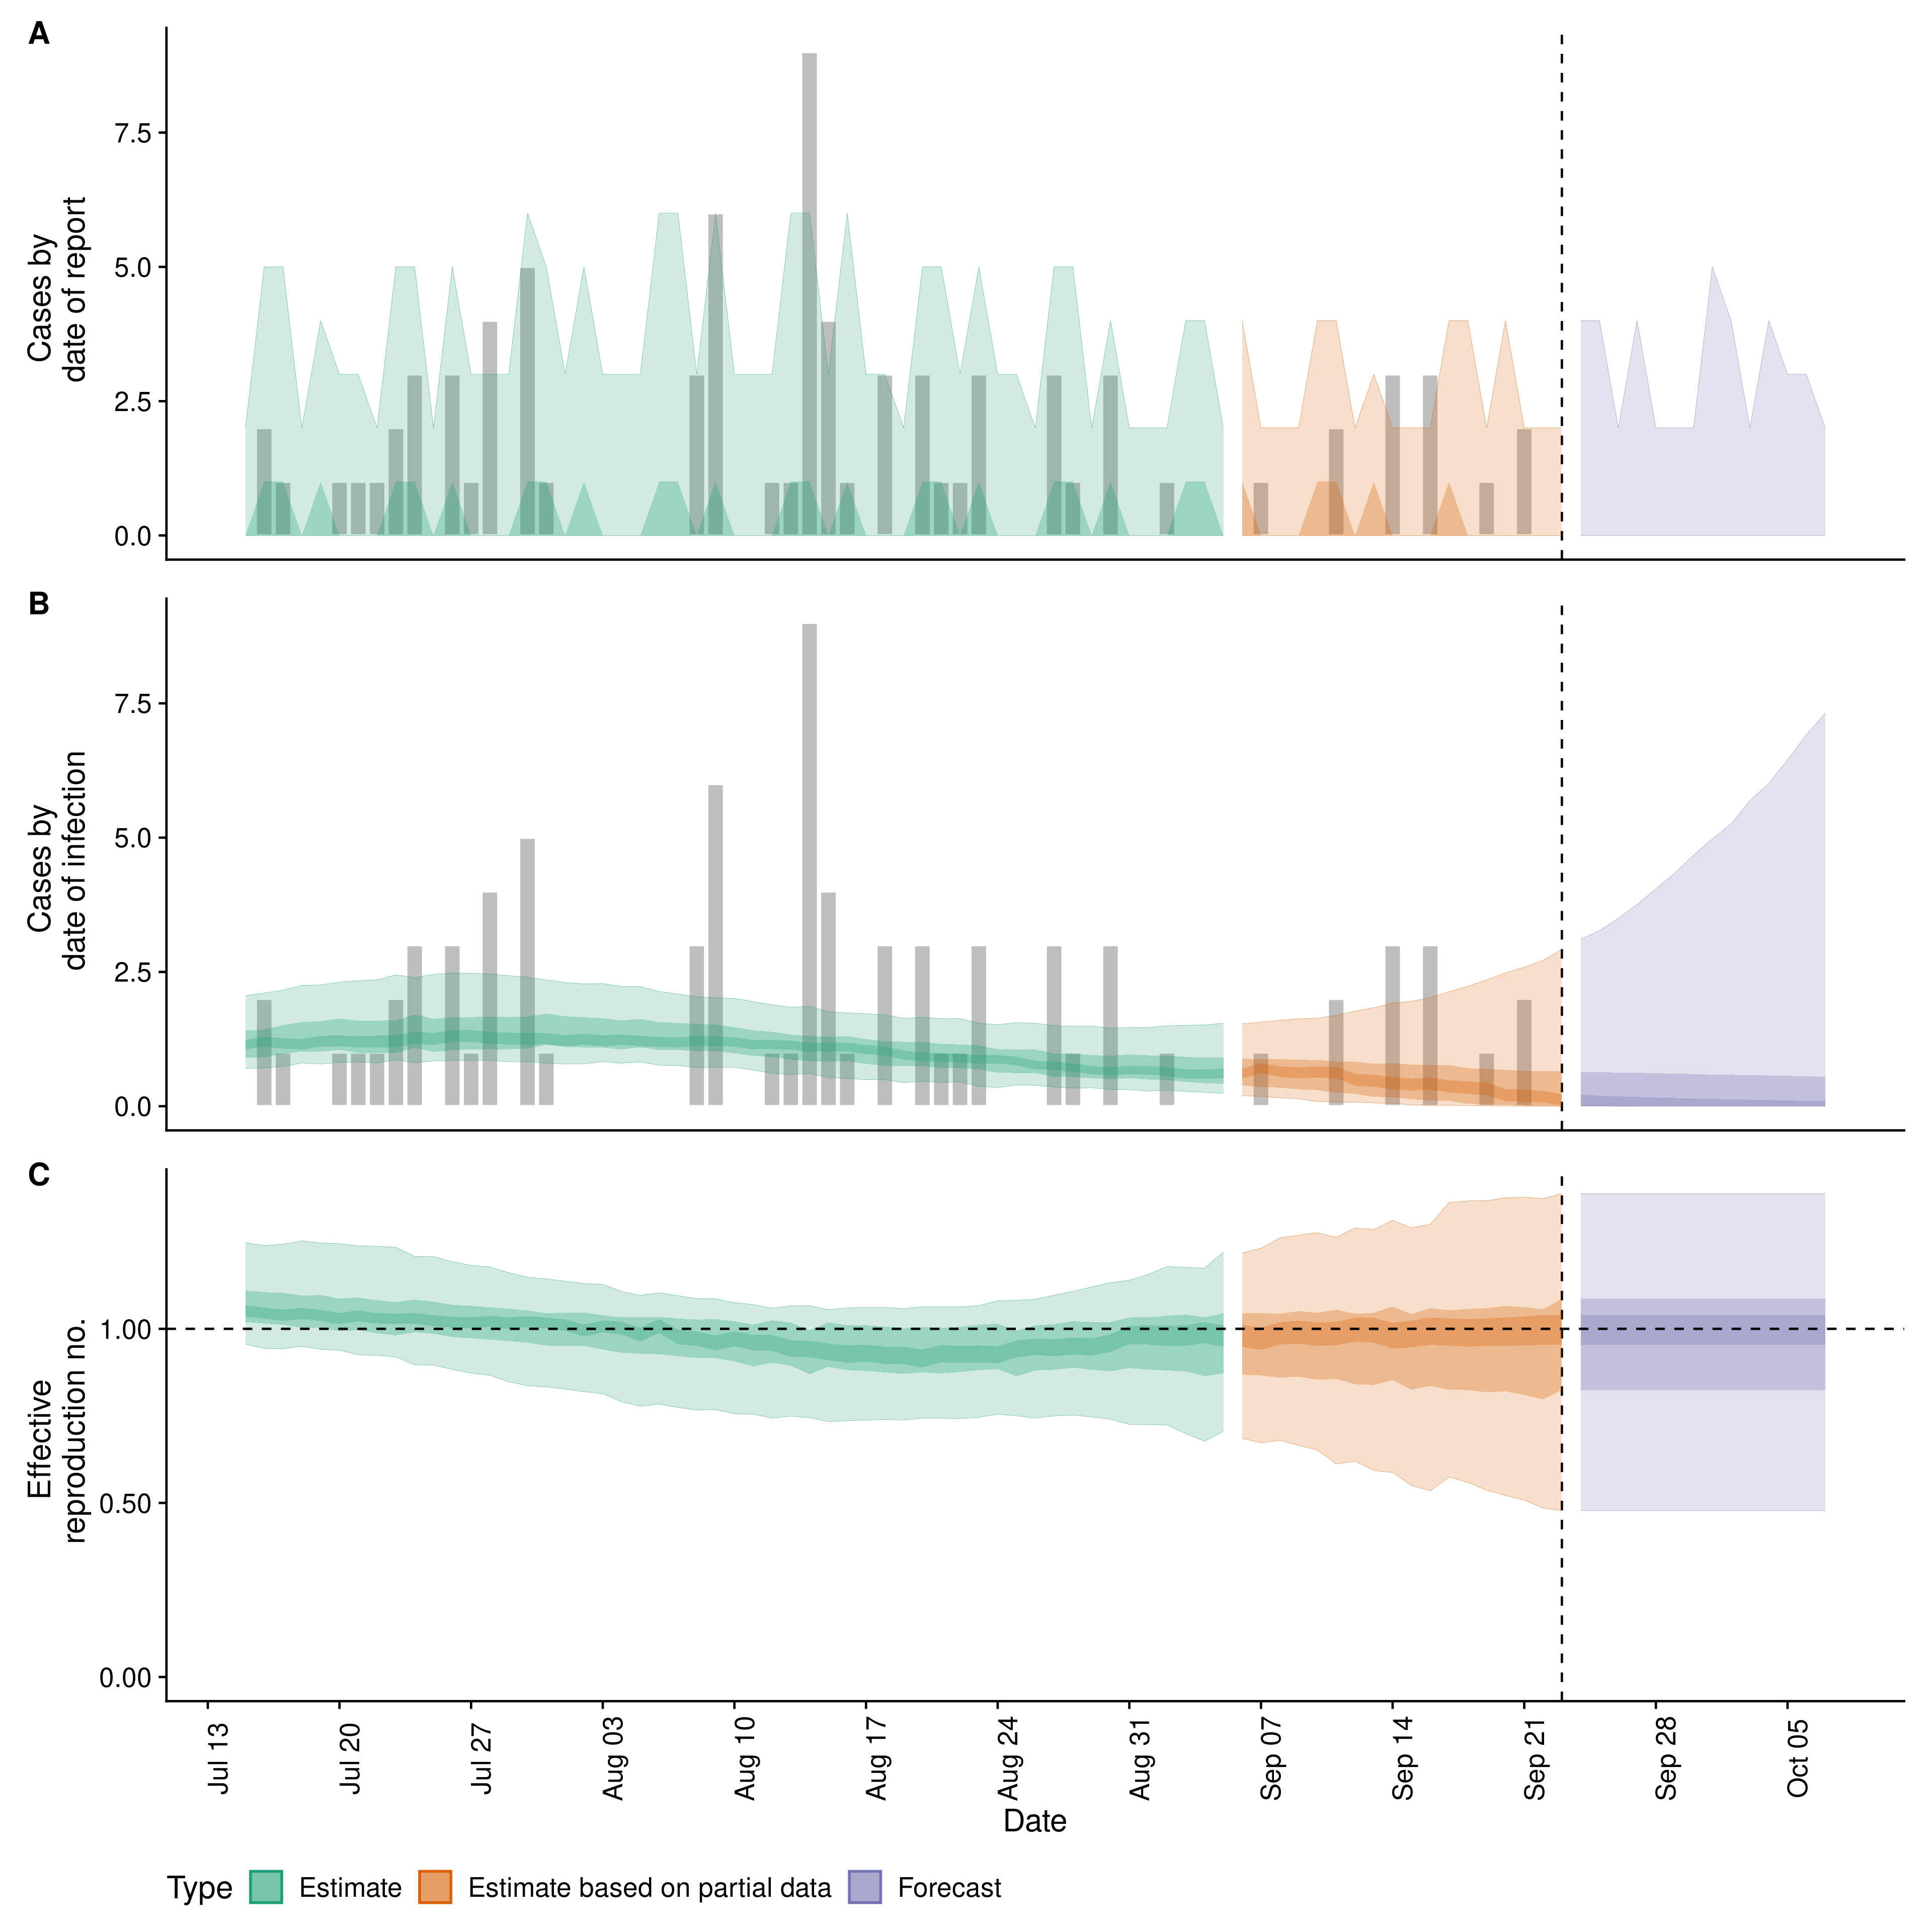 A
Cases by
date of report
7.5
5.0
2.5
0.0
B
Cases by
date of infection
7.5
5.0
2.5
0.0
C
Effective
reproduction no.
1.00
0.50
0.00
Jul 13
Jul 20
Jul 27
Aug 03
Aug 10
Aug 17
Aug 24
Aug 31
Sep 07
Sep 14
Sep 21
Sep 28
Oct 05
Date
Type Estimate Estimate based on partial data Forecast